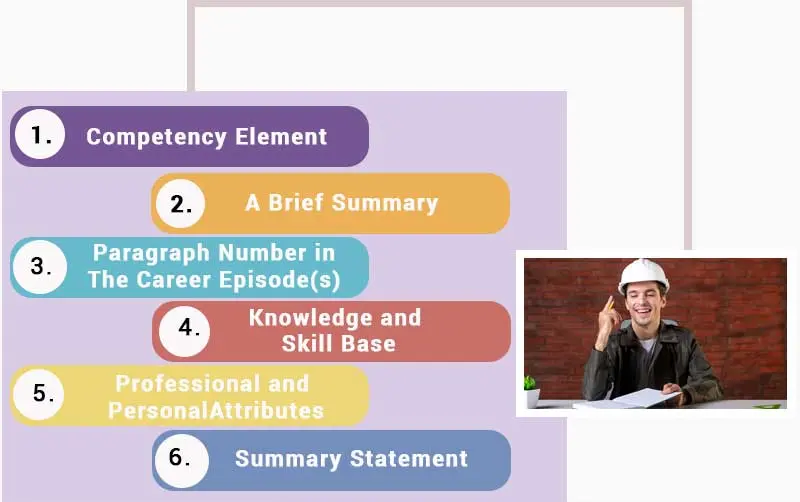 1. Competency Element
2. A Brief Summary
3. Paragraph Number in
The Career Episode(s)
4. Knowledge and
Skill Base
5. Professional and
PersonalAttributes
6. Summary Statement